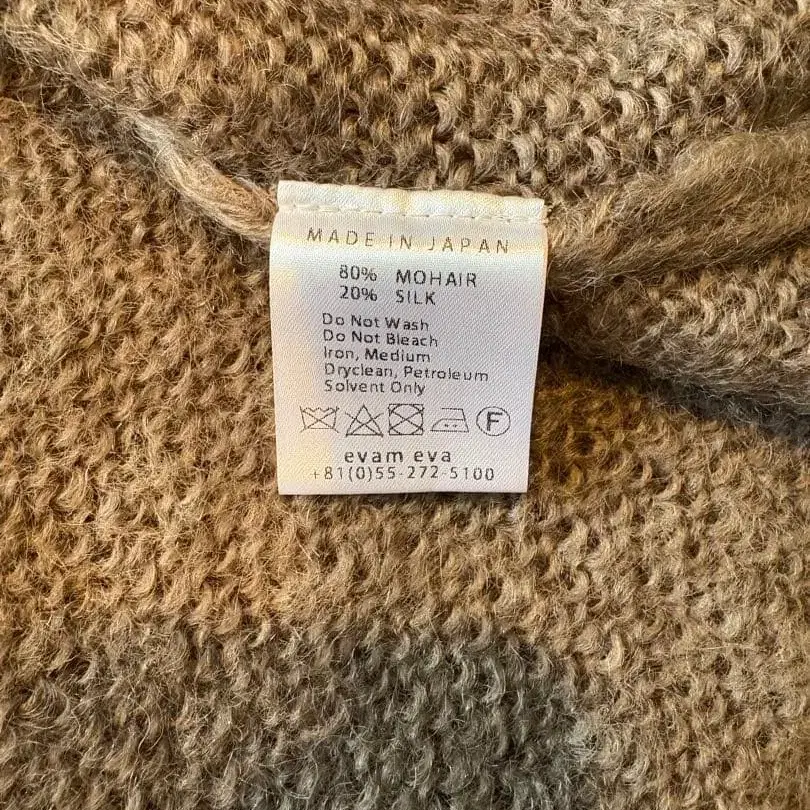 MADE IN JAPAN
80% MOHAIR
20% SILK
Do Not Wash
Do Not Bleach
Iron, Medium
Dryclean, Petroleum
Solvent Only
F
evam eva
+81(0)55-272-5100